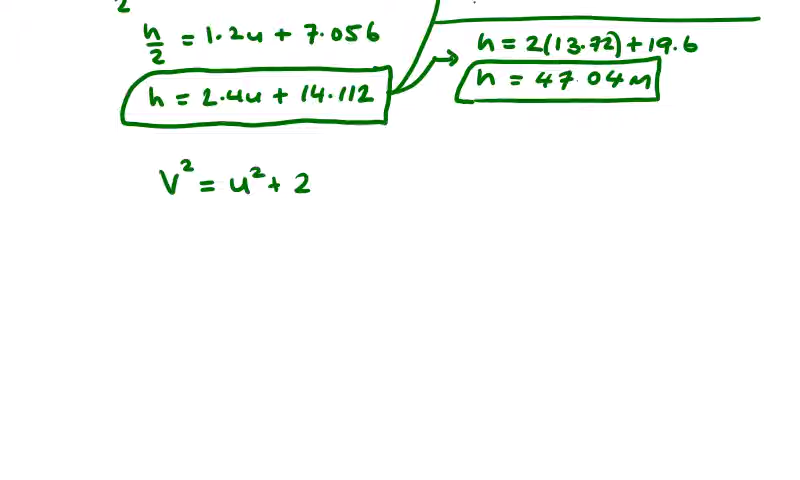 2
h/2 = 1.2u + 7.056
h = 2.4u + 14.112
h = 2(13.72) + 19.6
h = 47.04m
v² = u² + 2